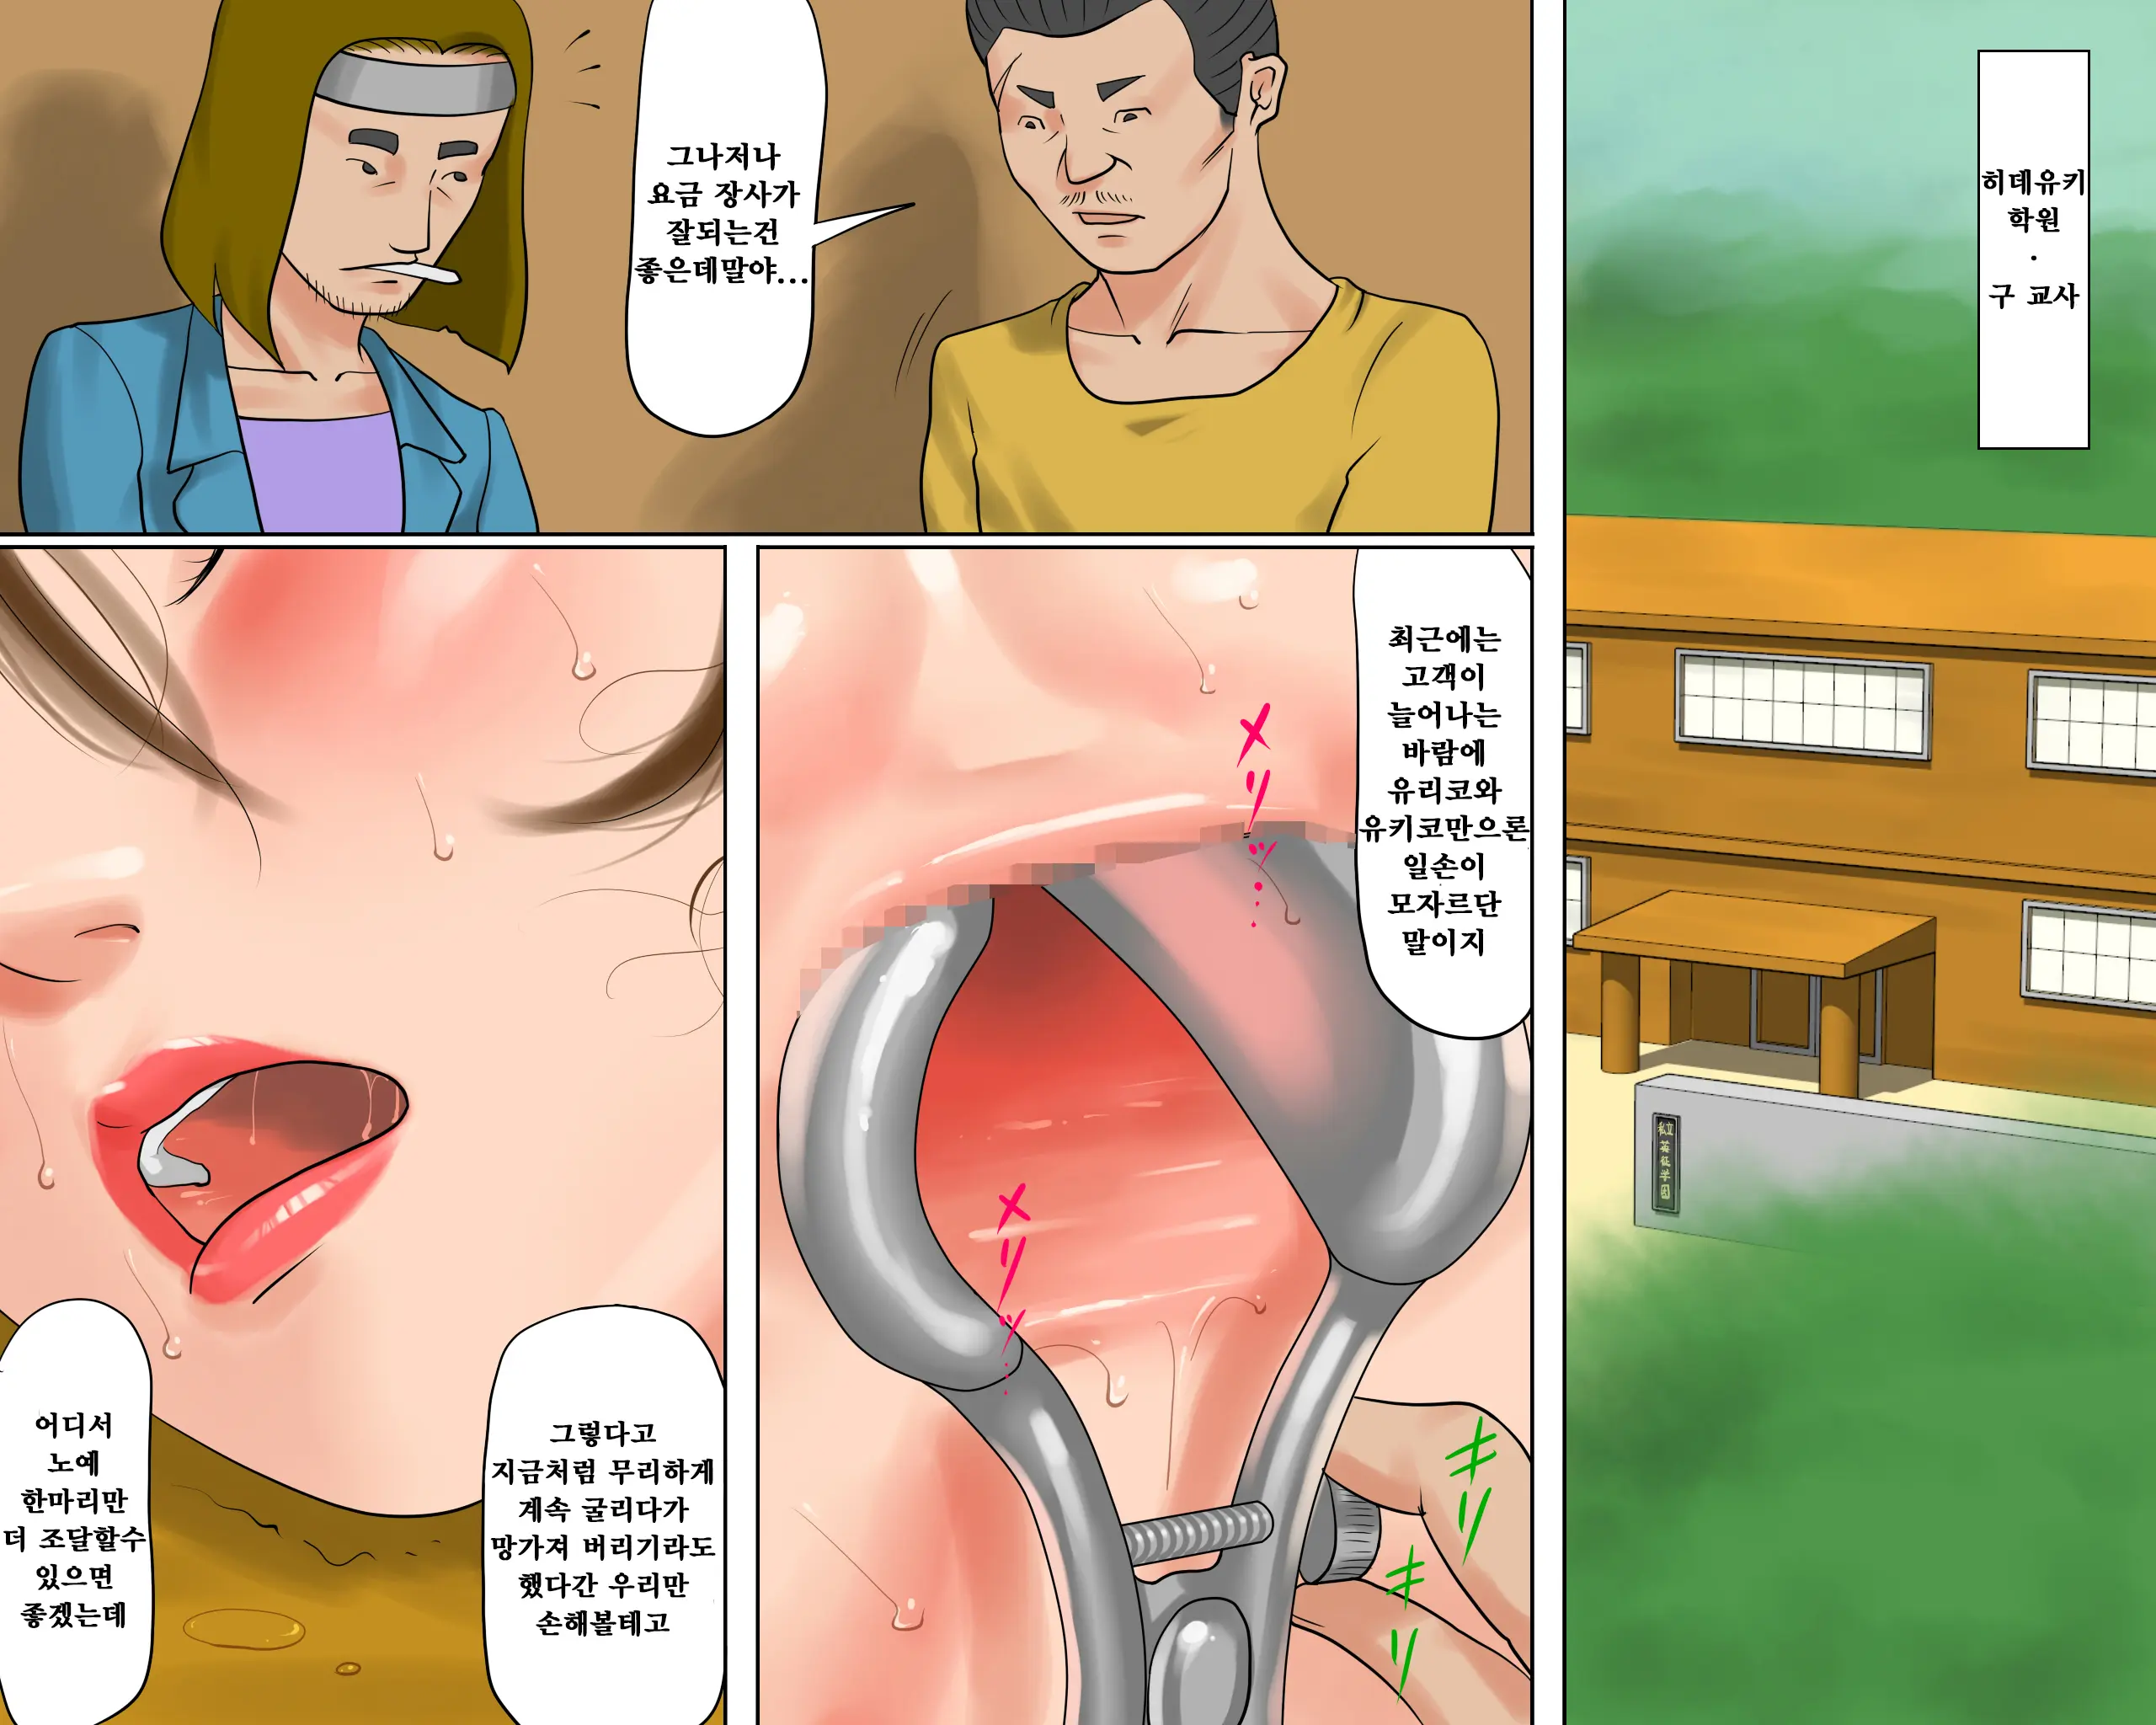 히데유키
학원
·
구 교사
그나저나
요금 장사가
잘되는건
좋은데말야...
최근에는
고객이
늘어나는
바람에
유리코와
유키코만으론
일손이
모자르단
말이지
メリッ…
メリッ…
キリ
キリ
그렇다고
지금처럼 무리하게
계속 굴리다가
망가져 버리기라도
했다간 우리만
손해볼테고
어디서
노예
한마리만
더 조달할수
있으면
좋겠는데